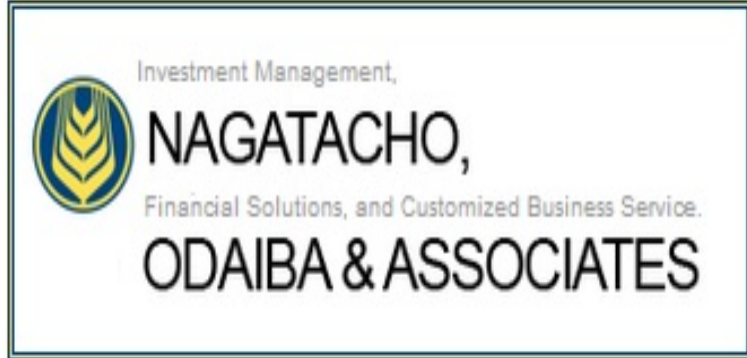 Investment Management,
NAGATACHO,
Financial Solutions, and Customized Business Service.
ODAIBA & ASSOCIATES